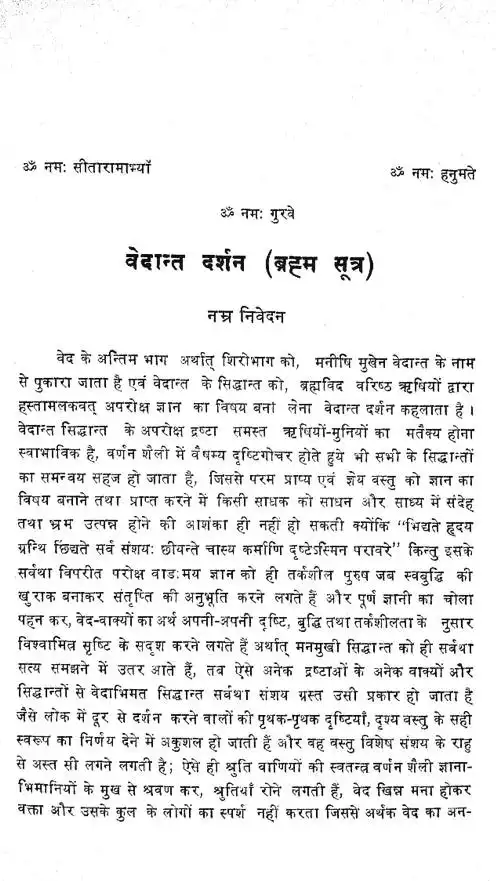 ॐ नमः सीतारामाभ्याँ
ॐ नमः हनुमते
ॐ नमः गुरवे
वेदान्त दर्शन (ब्रह्म सूत्र)
नम्र निवेदन
वेद के अन्तिम भाग अर्थात् शिरोभाग को, मनीषि मुखेन वेदान्त के नाम
से पुकारा जाता है एवं वेदान्त के सिद्धान्त को, ब्रह्मविद वरिष्ठ ऋषियों द्वारा
हस्तामलकवत् अपरोक्ष ज्ञान का विषय बना लेना वेदान्त दर्शन कहलाता है ।
वेदान्त सिद्धान्त के अपरोक्ष द्रष्टा समस्त ऋषियों-मुनियों का मतैक्य होना
स्वाभाविक है, वर्णन शैली में वैषम्य दृष्टिगोचर होते हुये भी सभी के सिद्धान्तों
का समन्वय सहज हो जाता है, जिससे परम प्राप्य एवं ज्ञेय वस्तु को ज्ञान का
विषय बनाने तथा प्राप्त करने में किसी साधक को साधन और साध्य में संदेह
तथा भ्रम उत्पन्न होने की आशंका ही नहीं हो सकती क्योंकि "भिद्यते हृदय
ग्रन्थि छिद्यते सर्व संशयः छीयन्ते चास्य कर्माणि दृष्टेऽस्मिन परावरे" किन्तु इसके
सर्वथा विपरीत परोक्ष वाङःमय ज्ञान को ही तर्कशील पुरुष जब स्वबुद्धि की
खुराक बनाकर संतृप्ति की अनुभूति करने लगते हैं और पूर्ण ज्ञानी का चोला
पहन कर, वेद-वाक्यों का अर्थ अपनी-अपनी दृष्टि, बुद्धि तथा तर्कशीलता के नुसार
विश्वामित्र सृष्टि के सदृश करने लगते हैं अर्थात् मनमुखी सिद्धान्त को ही सर्वथा
सत्य समझने में उतर आते हैं, तब ऐसे अनेक द्रष्टाओं के अनेक वाक्यों और
सिद्धान्तों से वेदाभिमत सिद्धान्त सर्वथा संशय ग्रस्त उसी प्रकार हो जाता है
जैसे लोक में दूर से दर्शन करने वालों की पृथक-पृथक दृष्टियाँ, दृश्य वस्तु के सही
स्वरूप का निर्णय देने में अकुशल हो जाती हैं और वह वस्तु विशेष संशय के राहु
से अस्त सी लगने लगती है; ऐसे ही श्रुति वाणियों की स्वतन्त्र वर्णन शैली ज्ञाना-
भिमानियों के मुख से श्रवण कर, श्रुतियाँ रोने लगती हैं, वेद खिन्न मना होकर
वक्ता और उसके कुल के लोगों का स्पर्श नहीं करता जिससे अर्थक वेद का अन-